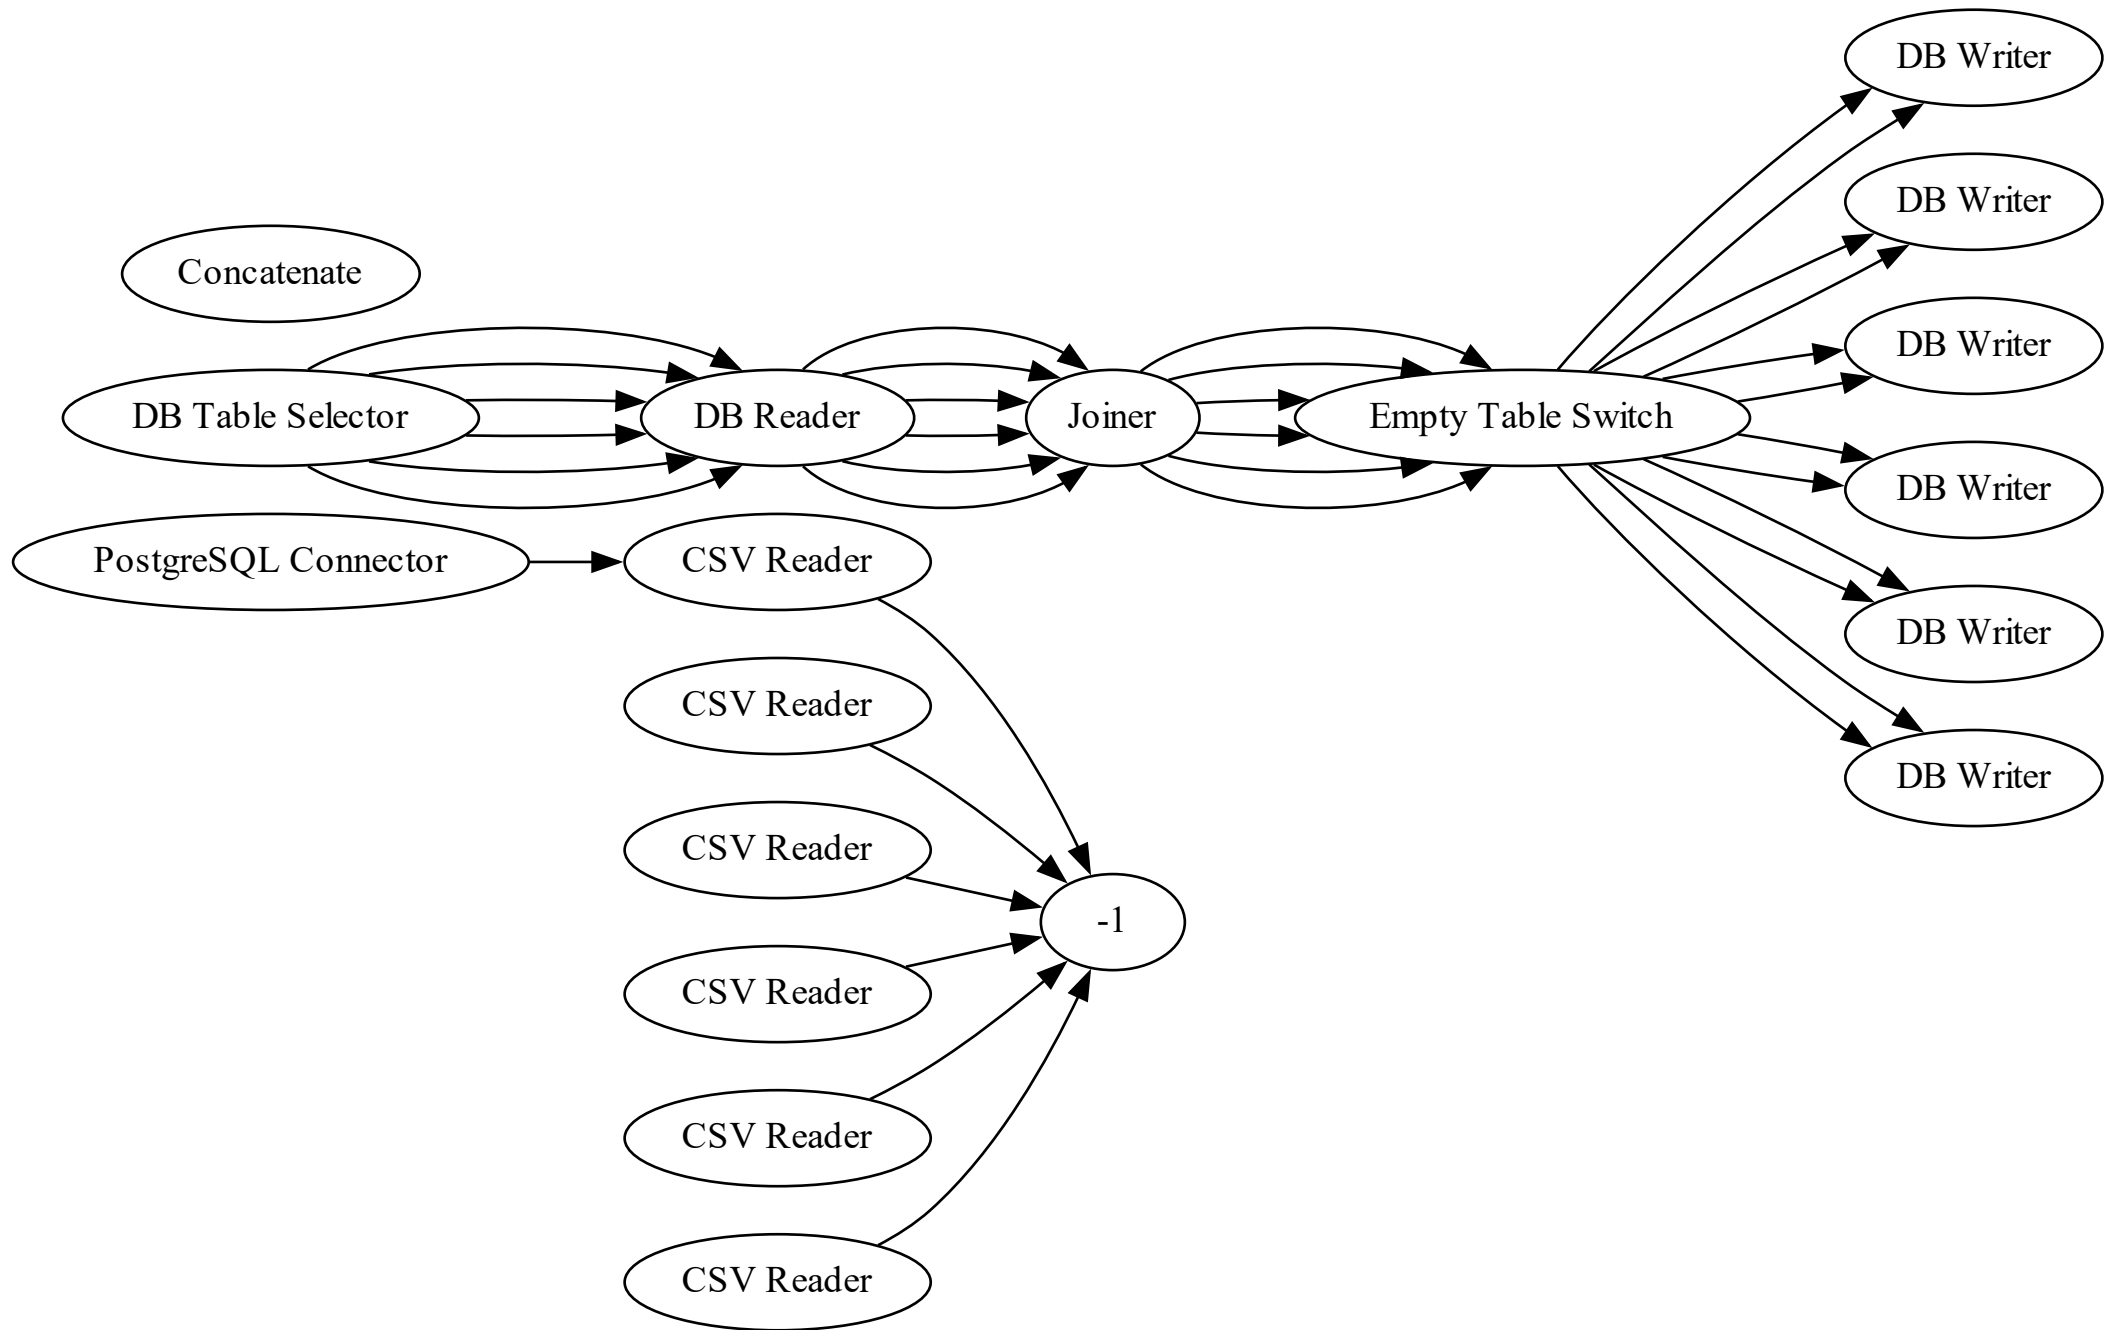 DB Writer
DB Writer
Concatenate
DB Writer
DB Table Selector
DB Reader
Joiner
Empty Table Switch
DB Writer
PostgreSQL Connector
CSV Reader
DB Writer
CSV Reader
DB Writer
CSV Reader
-1
CSV Reader
CSV Reader
CSV Reader